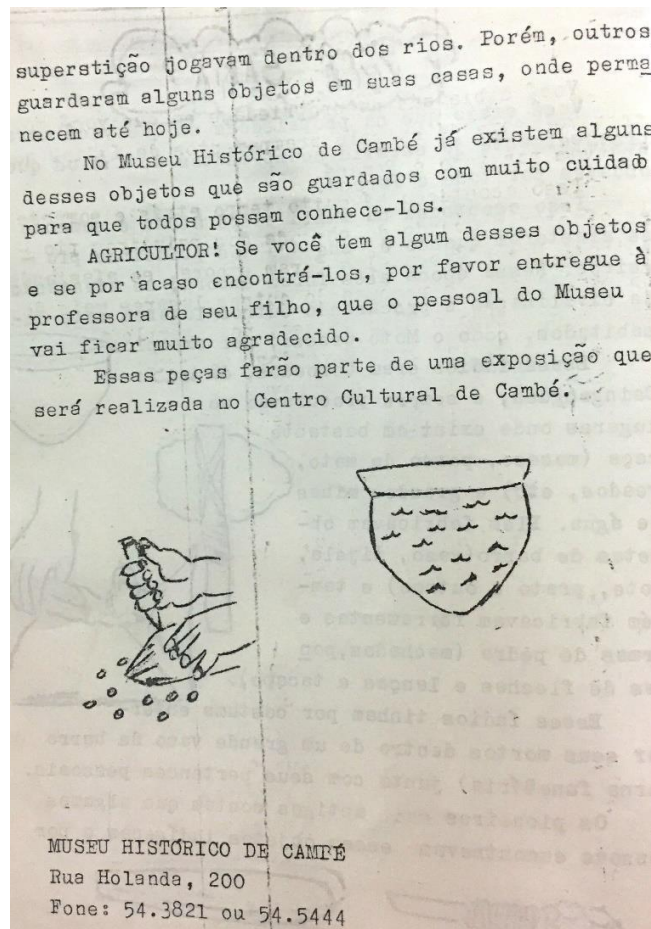 superstição jogavam dentro dos rios. Porém, outros
guardaram alguns objetos em suas casas, onde perma
necem até hoje.
No Museu Histórico de Cambé já existem alguns
desses objetos que são guardados com muito cuidado
para que todos possam conhece-los.
AGRICULTOR! Se você tem algum desses objetos
e se por acaso encontrá-los, por favor entregue à
professora de seu filho, que o pessoal do Museu
vai ficar muito agradecido.
Essas peças farão parte de uma exposição que
será realizada no Centro Cultural de Cambé.
MUSEU HISTÓRICO DE CAMBÉ
Rua Holanda, 200
Fone: 54.3821 ou 54.5444